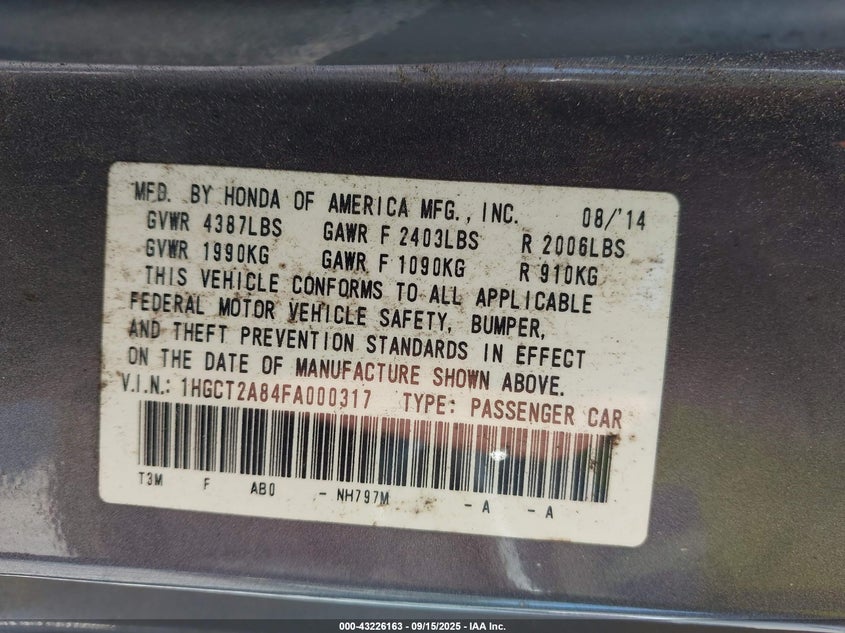 MFD. BY HONDA OF AMERICA MFG., INC. 08/'14
GVWR 4387LBS GAWR F 2403LBS R 2006LBS
GVWR 1990KG GAWR F 1090KG R 910KG
THIS VEHICLE CONFORMS TO ALL APPLICABLE
FEDERAL MOTOR VEHICLE SAFETY, BUMPER,
AND THEFT PREVENTION STANDARDS IN EFFECT
ON THE DATE OF MANUFACTURE SHOWN ABOVE.
V.I.N.: 1HGCT2A84FA000317 TYPE: PASSENGER CAR
T3M F AB0 - NH797M - A - A
000-43226163 - 09/15/2025 - IAA Inc.